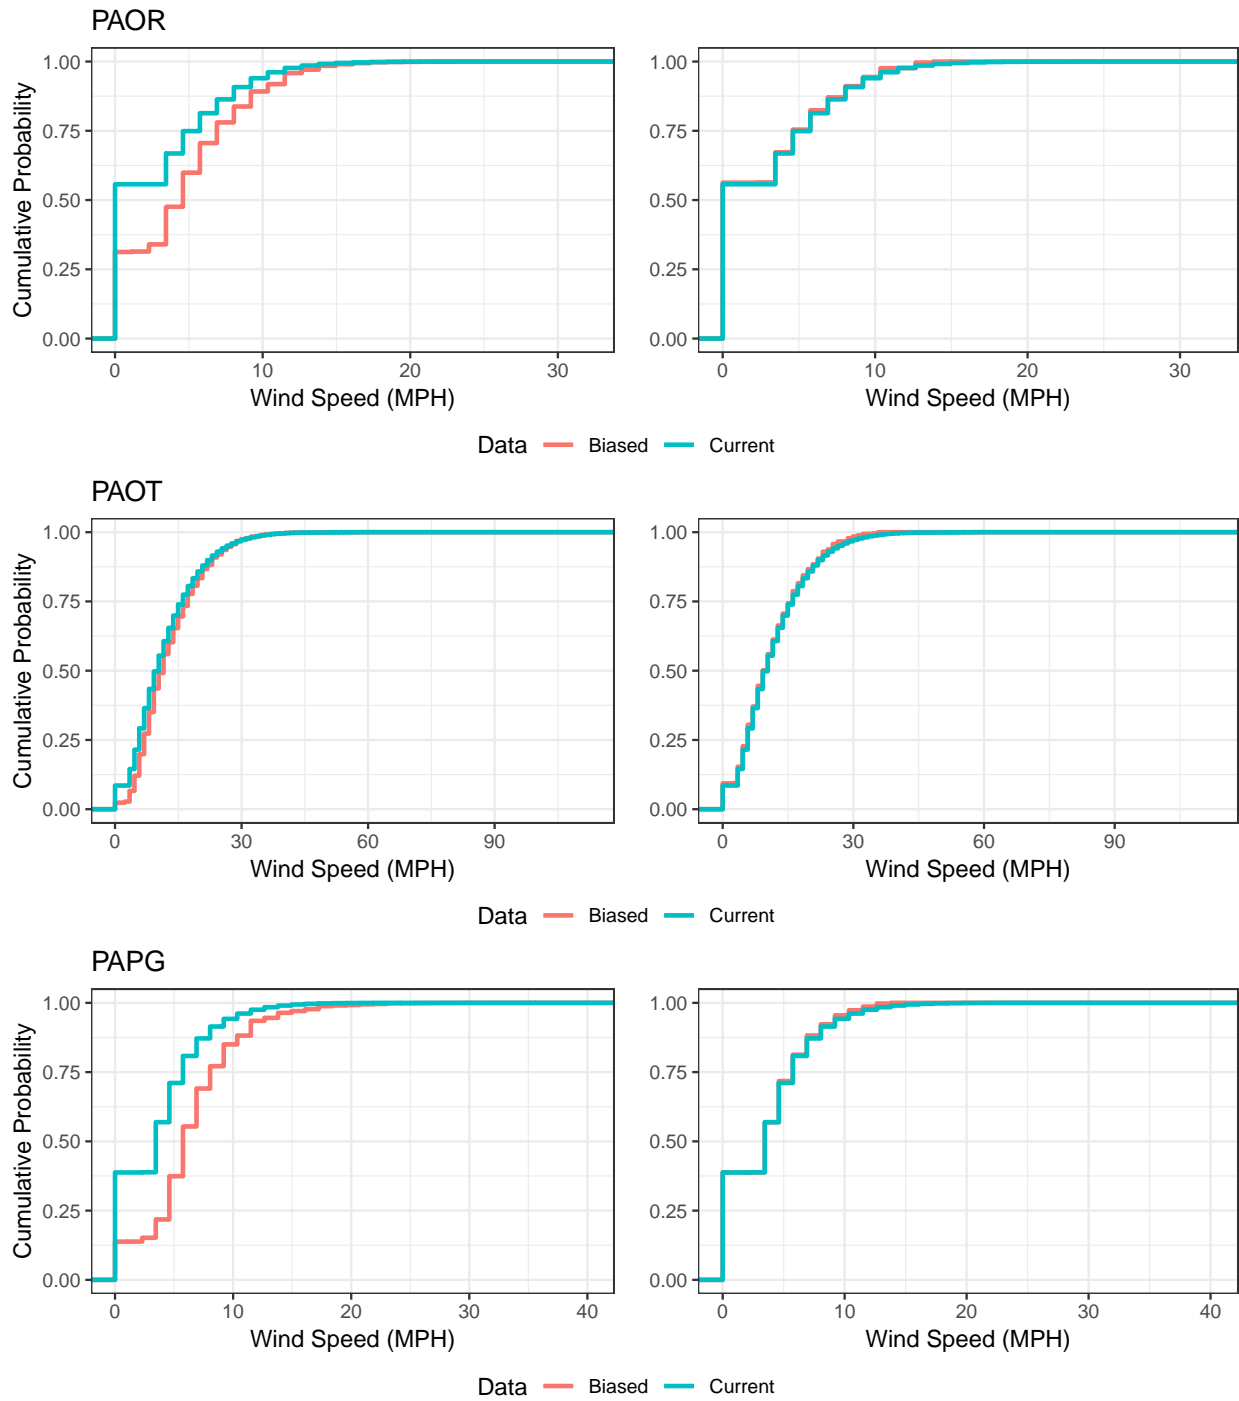 PAOR
1.00
0.75
0.50
0.25
0.00
Cumulative Probability
0 10 20 30
Wind Speed (MPH)
1.00
0.75
0.50
0.25
0.00
0 10 20 30
Wind Speed (MPH)
Data Biased Current
PAOT
1.00
0.75
0.50
0.25
0.00
Cumulative Probability
0 30 60 90
Wind Speed (MPH)
1.00
0.75
0.50
0.25
0.00
0 30 60 90
Wind Speed (MPH)
Data Biased Current
PAPG
1.00
0.75
0.50
0.25
0.00
Cumulative Probability
0 10 20 30 40
Wind Speed (MPH)
1.00
0.75
0.50
0.25
0.00
0 10 20 30 40
Wind Speed (MPH)
Data Biased Current